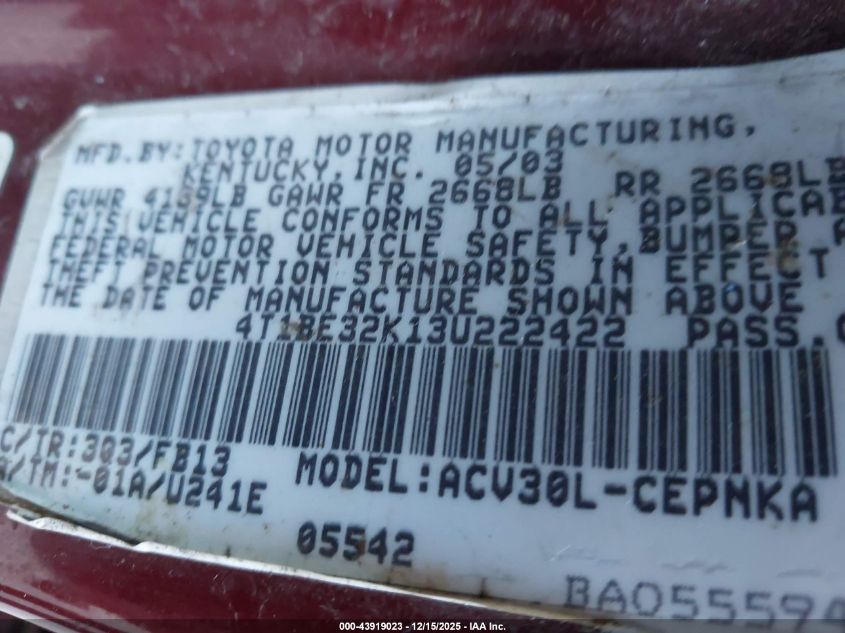 MFD.BY:TOYOTA MOTOR MANUFACTURING,
KENTUCKY,INC. 05/03
GVWR 4189LB GAWR FR 2668LB RR 2668LB
THIS VEHICLE CONFORMS TO ALL APPLICAB
FEDERAL MOTOR VEHICLE SAFETY,BUMPER A
THEFT PREVENTION STANDARDS IN EFFECT
THE DATE OF MANUFACTURE SHOWN ABOVE
4T1BE32K13U222422 PASS.C
C/TR:303/FB13
A/TM:-01A/U241E
MODEL:ACV30L-CEPNKA
05542
BA05559A
000-43919023 - 12/15/2025 - IAA Inc.